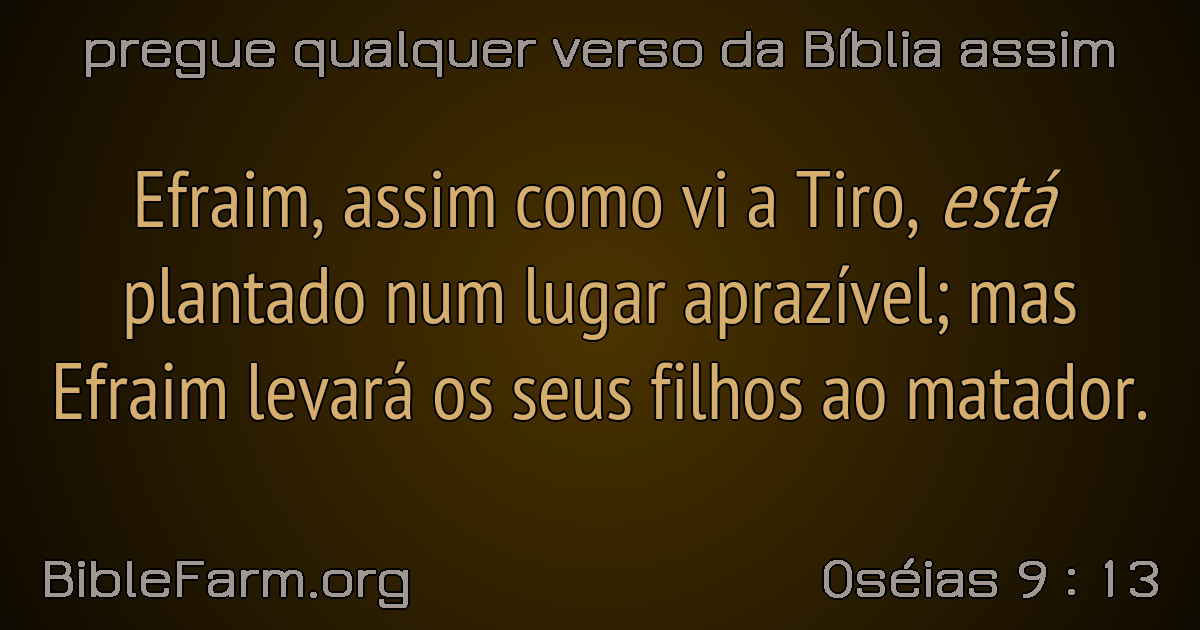 pregue qualquer verso da Bíblia assim
Efraim, assim como vi a Tiro, está
plantado num lugar aprazível; mas
Efraim levará os seus filhos ao matador.
BibleFarm.org
Oséias 9 : 13